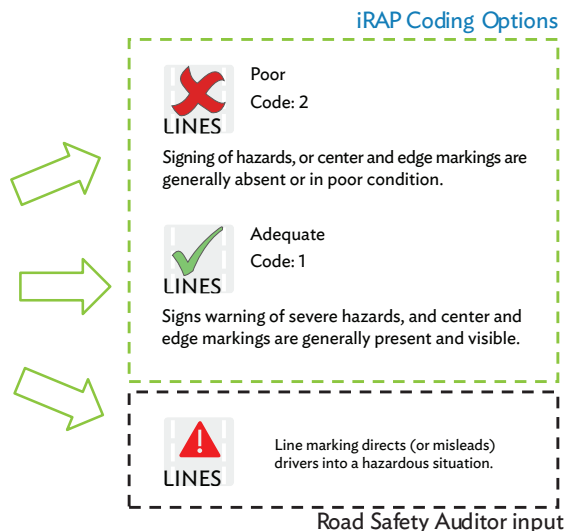 iRAP Coding Options
Poor
Code: 2
LINES
Signing of hazards, or center and edge markings are
generally absent or in poor condition.
Adequate
Code: 1
LINES
Signs warning of severe hazards, and center and
edge markings are generally present and visible.
Line marking directs (or misleads)
drivers into a hazardous situation.
LINES
Road Safety Auditor input